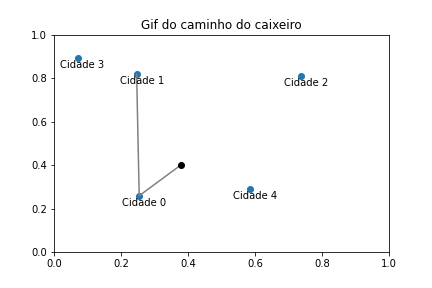 Gif do caminho do caixeiro
1.0
Cidade 3
Cidade 1
Cidade 2
0.8
0.6
0.4
Cidade 4
Cidade 0
0.2
0.0
0.0 0.2 0.4 0.6 0.8 1.0